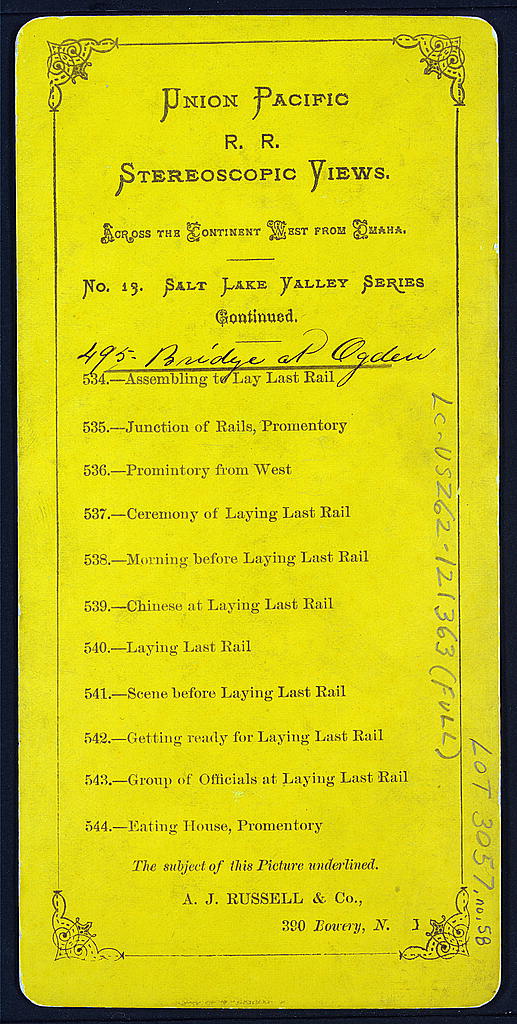 Union Pacific
R. R.
Stereoscopic Views.
Across the Continent West from Omaha.
No. 13. Salt Lake Valley Series
Continued.
495- Bridge at Ogden
534.—Assembling to Lay Last Rail
535.—Junction of Rails, Promentory
536.—Promintory from West
537.—Ceremony of Laying Last Rail
538.—Morning before Laying Last Rail
539.—Chinese at Laying Last Rail
540.—Laying Last Rail
541.—Scene before Laying Last Rail
542.—Getting ready for Laying Last Rail
543.—Group of Officials at Laying Last Rail
544.—Eating House, Promentory
The subject of this Picture underlined.
A. J. RUSSELL & Co.,
390 Bowery, N.
LC-USZ62-121363 (FULL)
LOT 3057, no. 58